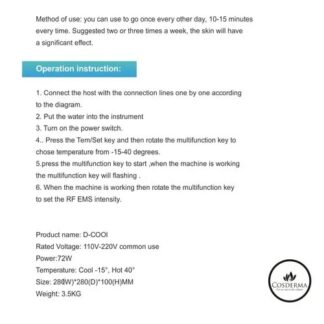 Method of use: you can use to go once every other day, 10-15 minutes
every time. Suggested two or three times a week, the skin will have
a significant effect.
Operation instruction:
1. Connect the host with the connection lines one by one according
to the diagram.
2. Put the water into the instrument
3. Turn on the power switch.
4.. Press the Tem/Set key and then rotate the multifunction key to
chose temperature from -15-40 degrees.
5.press the multifunction key to start ,when the machine is working
the multifunction key will flashing .
6. When the machine is working then rotate the multifunction key
to set the RF EMS intensity.
Product name: D-COOl
Rated Voltage: 110V-220V common use
Power:72W
Temperature: Cool -15°, Hot 40°
Size: 280(W)*280(D)*100(H)MM
Weight: 3.5KG
COSDERMA